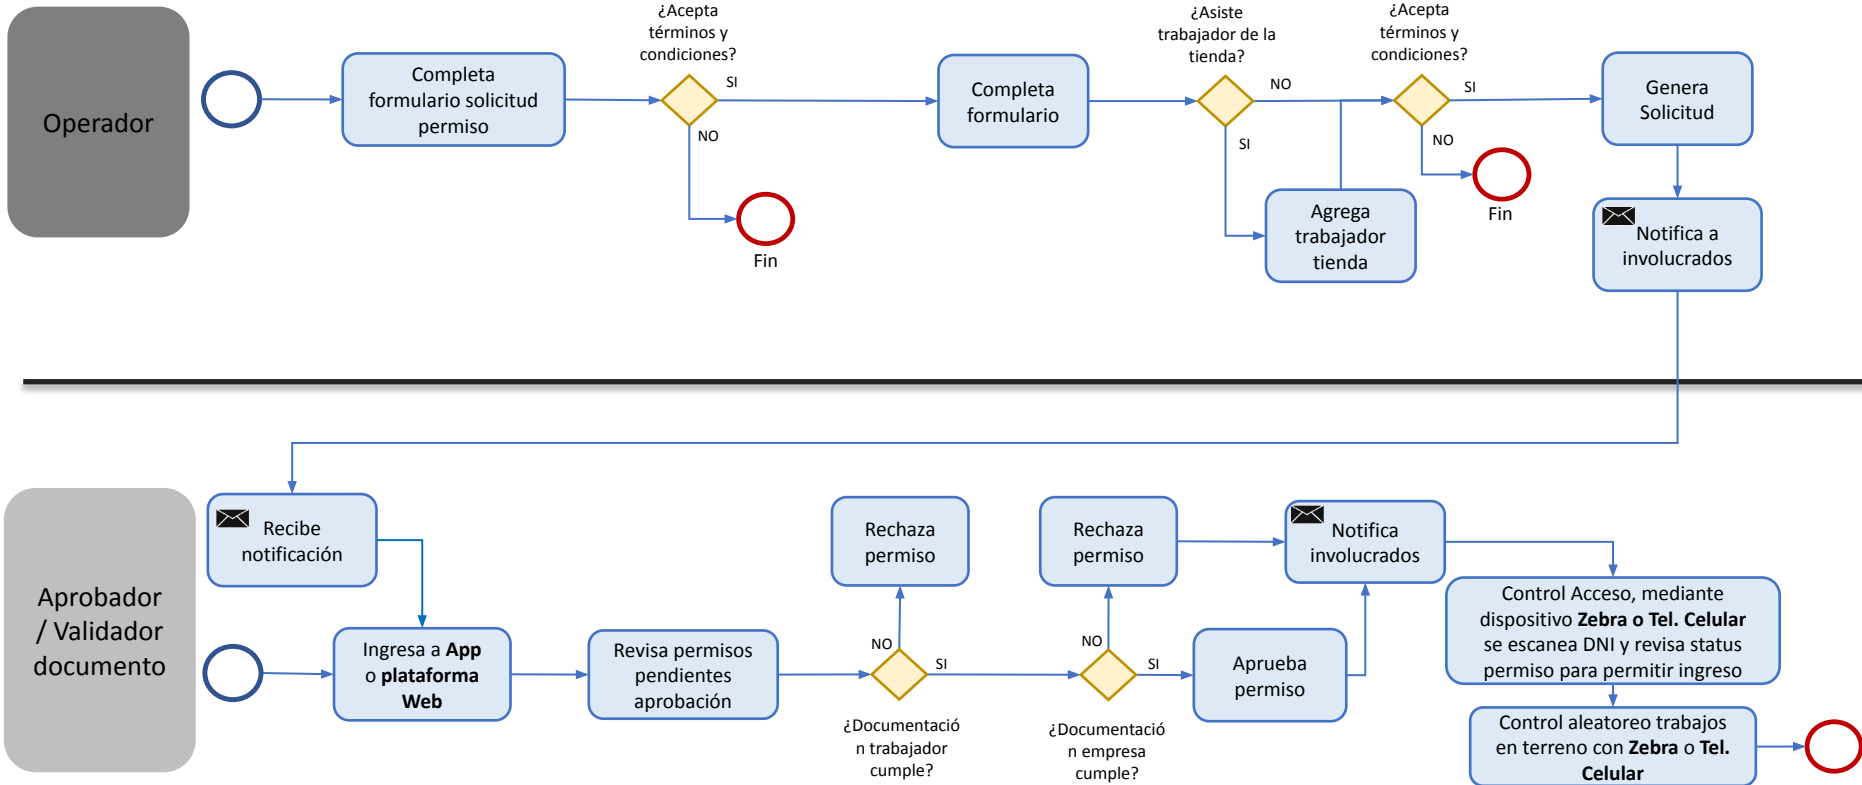 Operador
Completa
formulario solicitud
permiso
¿Acepta
términos y
condiciones?
SI
NO
Fin
Completa
formulario
¿Asiste
trabajador de la
tienda?
NO
SI
Agrega
trabajador
tienda
¿Acepta
términos y
condiciones?
SI
NO
Fin
Genera
Solicitud
Notifica a
involucrados
Aprobador
/ Validador
documento
Recibe
notificación
Ingresa a App
o plataforma
Web
Revisa permisos
pendientes
aprobación
Rechaza
permiso
NO
SI
¿Documentació
n trabajador
cumple?
Rechaza
permiso
NO
SI
¿Documentació
n empresa
cumple?
Aprueba
permiso
Notifica
involucrados
Control Acceso, mediante
dispositivo Zebra o Tel. Celular
se escanea DNI y revisa status
permiso para permitir ingreso
Control aleatoreo trabajos
en terreno con Zebra o Tel.
Celular